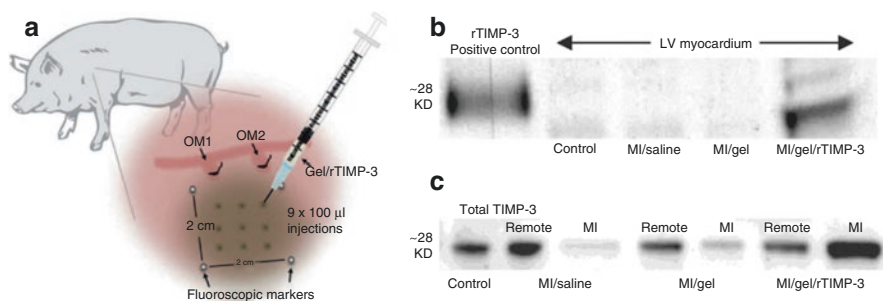 a
OM1
OM2
Gel/rTIMP-3
9 x 100 µl
injections
2 cm
2 cm
Fluoroscopic markers
b
rTIMP-3
Positive control
LV myocardium
~28
KD
Control
MI/saline
MI/gel
MI/gel/rTIMP-3
c
Total TIMP-3
Remote
MI
Remote
MI
Remote
MI
~28
KD
Control
MI/saline
MI/gel
MI/gel/rTIMP-3